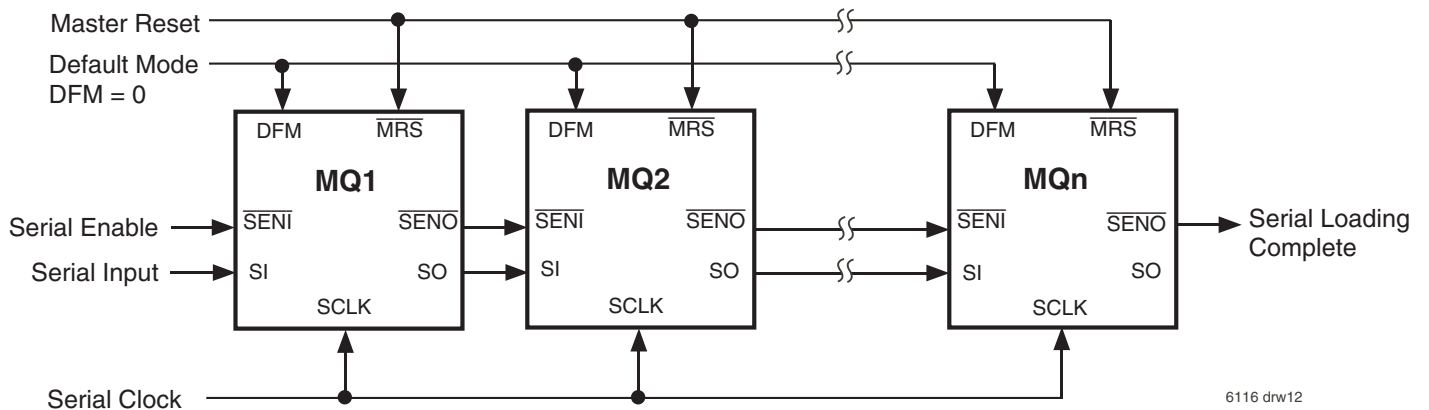 Master Reset
Default Mode
DFM = 0
DFM MRS DFM MRS DFM MRS
MQ1 MQ2 MQn
Serial Enable SENI SENO SENI SENO SENI SENO Serial Loading
Complete
Serial Input SI SO SI SO SI SO
SCLK SCLK SCLK
Serial Clock
6116 drw12